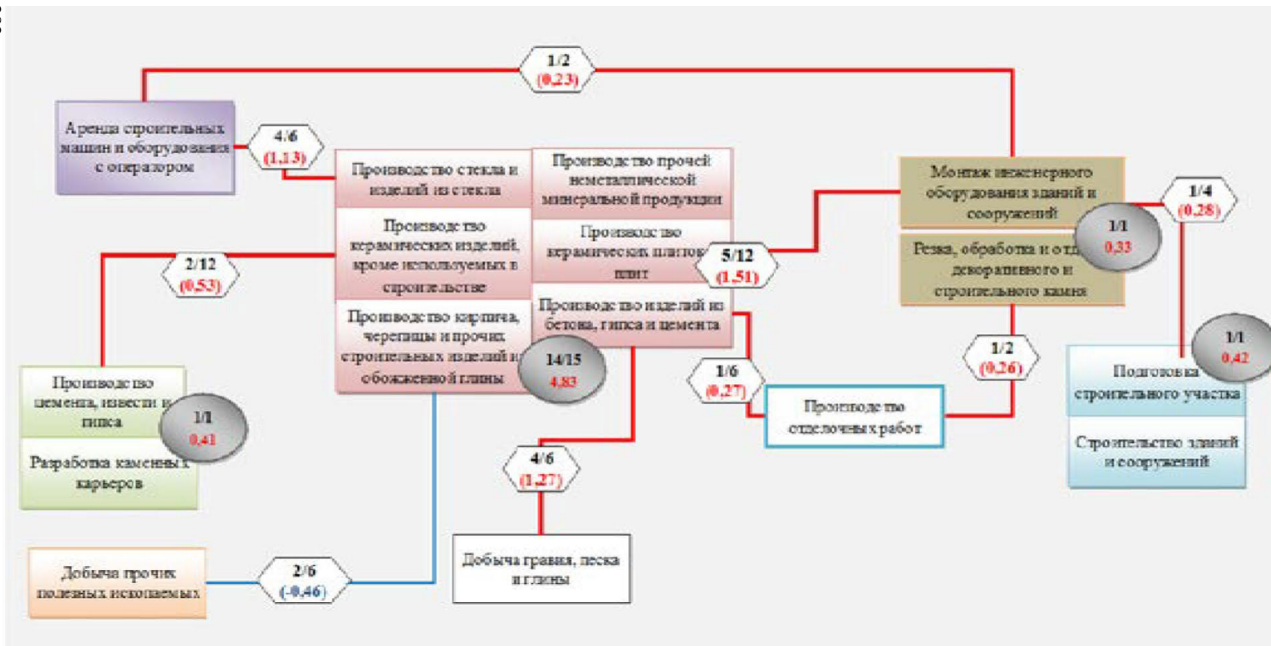 1/2
(0,23)
Аренда строительных
машин и оборудования
с оператором
4/6
(1,13)
Производство стекла и
изделий из стекла
Производство прочей
неметаллической
минеральной продукции
Монтаж инженерного
оборудования зданий и
сооружений
1/4
(0,28)
1/1
0,33
Производство
керамических изделий,
кроме используемых в
строительстве
Производство
керамических плиток
плит
5/12
(1,51)
Резка, обработка и отд
декоративного и
строительного камня
2/12
(0,53)
Производство кирпича,
черепицы и прочих
строительных изделий и
обожженной глины
Производство изделий из
бетона, гипса и цемента
14/15
4,83
1/6
(0,27)
1/2
(0,26)
1/1
0,42
Подготовка
строительного участка
Строительство зданий
и сооружений
Производство
цемента, извести и
гипса
1/1
0,41
Разработка каменных
карьеров
Производство
отделочных работ
4/6
(1,27)
Добыча прочих
полезных ископаемых
2/6
(-0,46)
Добыча гравия, песка
и глины